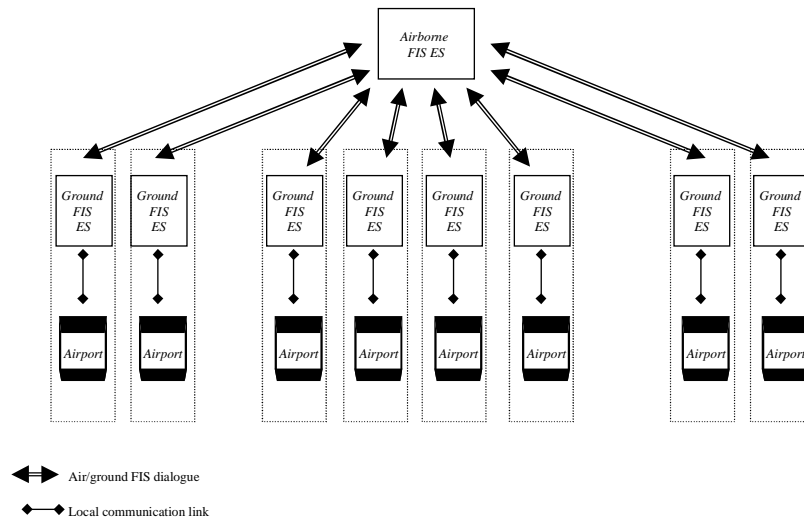 Airborne
FIS ES
Ground
FIS
ES
Ground
FIS
ES
Ground
FIS
ES
Ground
FIS
ES
Ground
FIS
ES
Ground
FIS
ES
Ground
FIS
ES
Ground
FIS
ES
Airport
Airport
Airport
Airport
Airport
Airport
Airport
Airport
Air/ground FIS dialogue
Local communication link